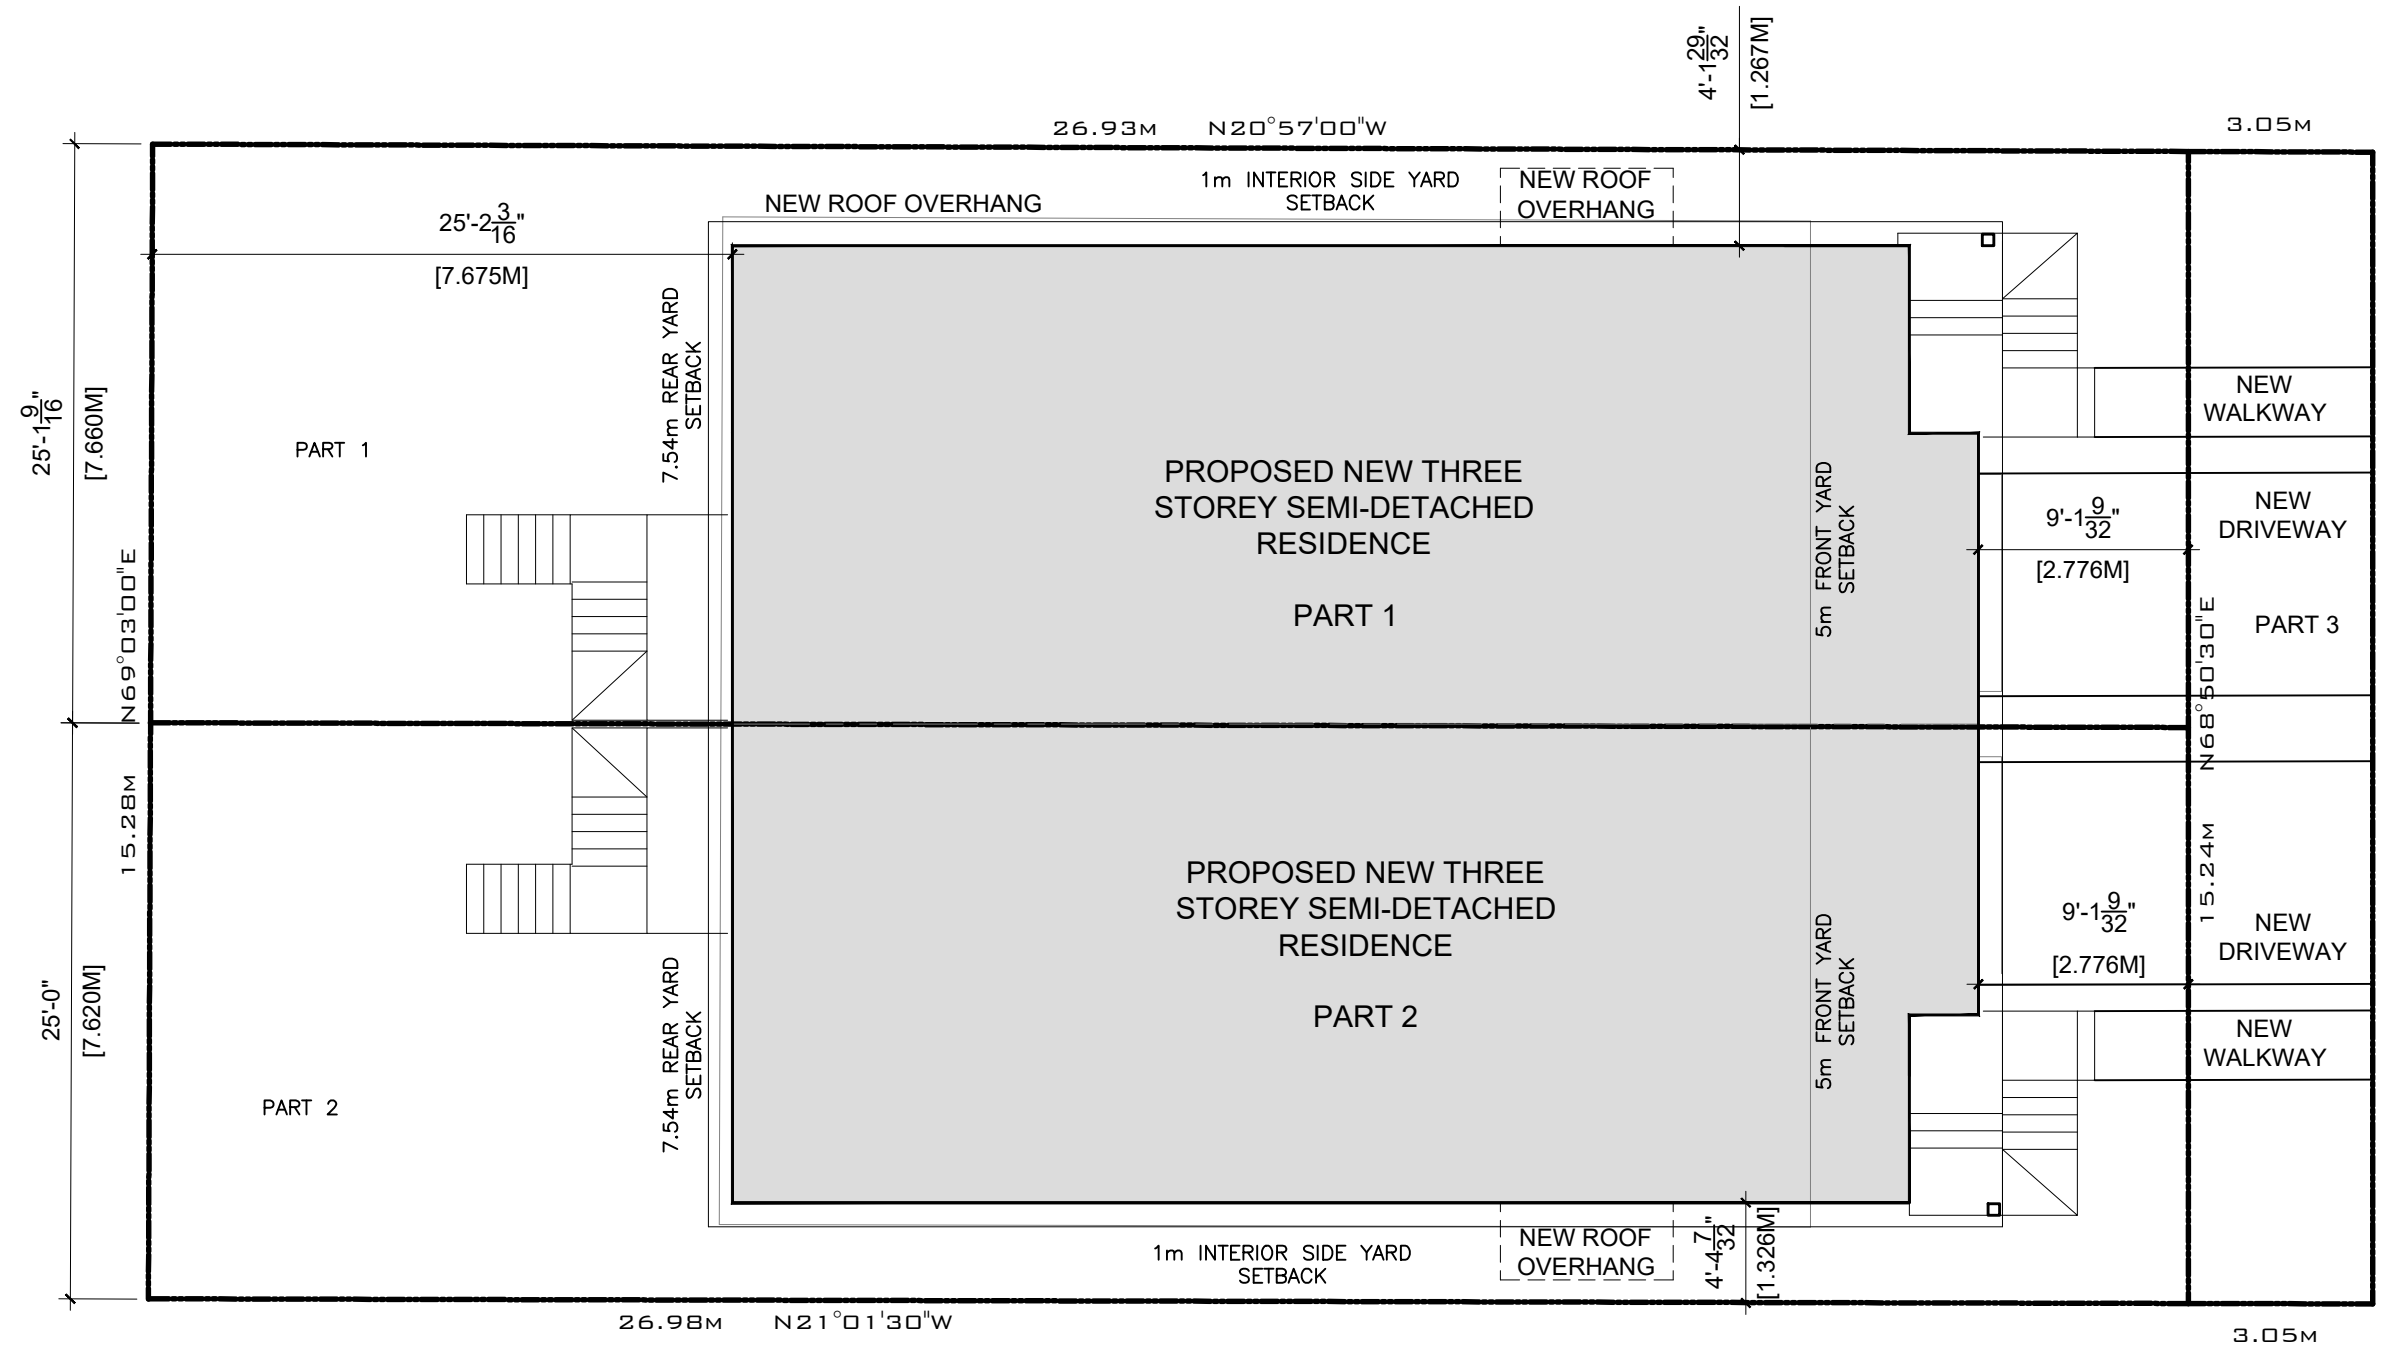 4'-1 29/32"
[1.267M]
26.93M N20°57'00"W
3.05M
1m INTERIOR SIDE YARD
SETBACK
NEW ROOF
OVERHANG
NEW ROOF OVERHANG
25'-2 3/16"
[7.675M]
7.54m REAR YARD
SETBACK
25'-1 9/16"
[7.660M]
PART 1
NEW
WALKWAY
PROPOSED NEW THREE
STOREY SEMI-DETACHED
RESIDENCE
PART 1
5m FRONT YARD
SETBACK
9'-1 9/32"
[2.776M]
NEW
DRIVEWAY
PART 3
N69°03'00"E
15.28M
N68°50'30"E
15.24M
PROPOSED NEW THREE
STOREY SEMI-DETACHED
RESIDENCE
PART 2
5m FRONT YARD
SETBACK
9'-1 9/32"
[2.776M]
NEW
DRIVEWAY
NEW
WALKWAY
25'-0"
[7.620M]
7.54m REAR YARD
SETBACK
PART 2
1m INTERIOR SIDE YARD
SETBACK
NEW ROOF
OVERHANG
4'-4 7/32"
[1.326M]
26.98M N21°01'30"W
3.05M